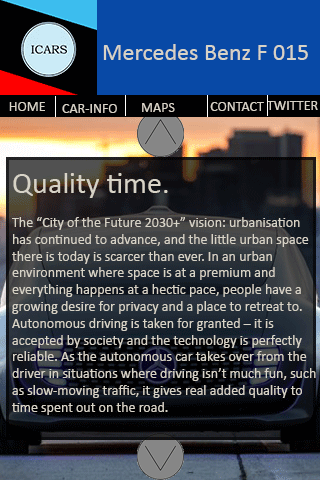 ICARS
Mercedes Benz F 015
HOME CAR-INFO MAPS CONTACT TWITTER
Quality time.
The “City of the Future 2030+” vision: urbanisation
has continued to advance, and the little urban space
there is today is scarcer than ever. In an urban
environment where space is at a premium and
everything happens at a hectic pace, people have a
growing desire for privacy and a place to retreat to.
Autonomous driving is taken for granted – it is
accepted by society and the technology is perfectly
reliable. As the autonomous car takes over from the
driver in situations where driving isn’t much fun, such
as slow-moving traffic, it gives real added quality to
time spent out on the road.